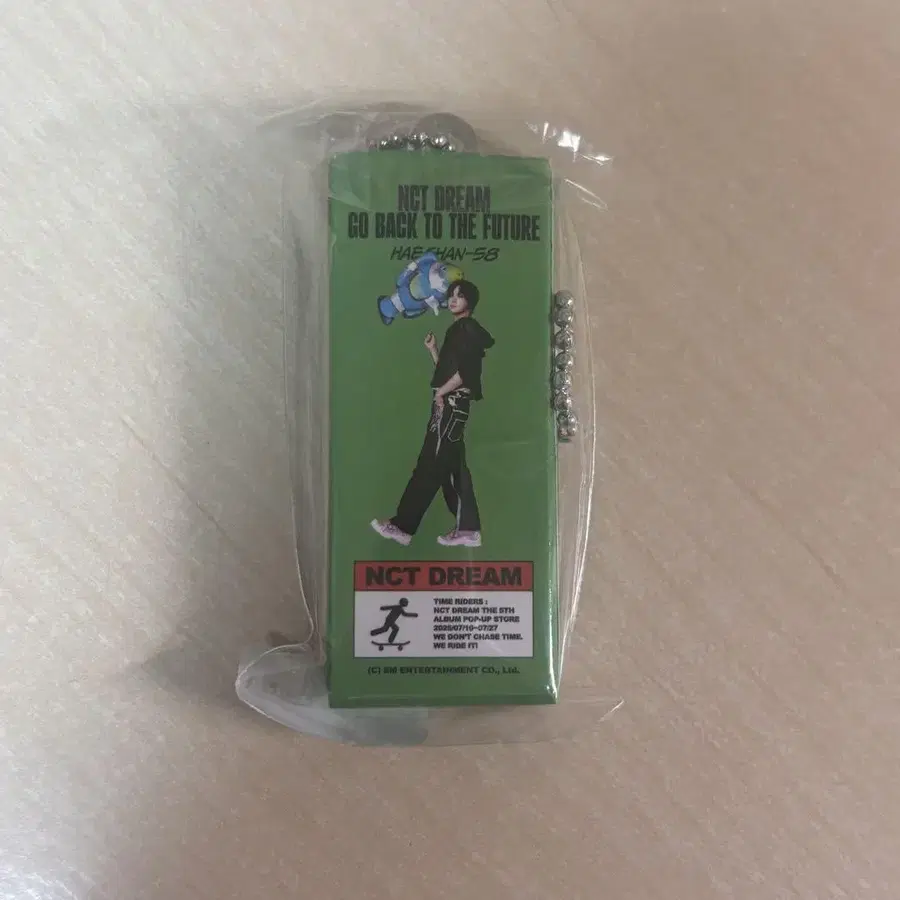 NCT DREAM
GO BACK TO THE FUTURE
HAECHAN-58
NCT DREAM
TIME RIDERS :
NCT DREAM THE 5TH
ALBUM POP-UP STORE
2025/07/16~07/27
WE DON'T CHASE TIME.
WE RIDE IT!
(C) SM ENTERTAINMENT CO., Ltd.